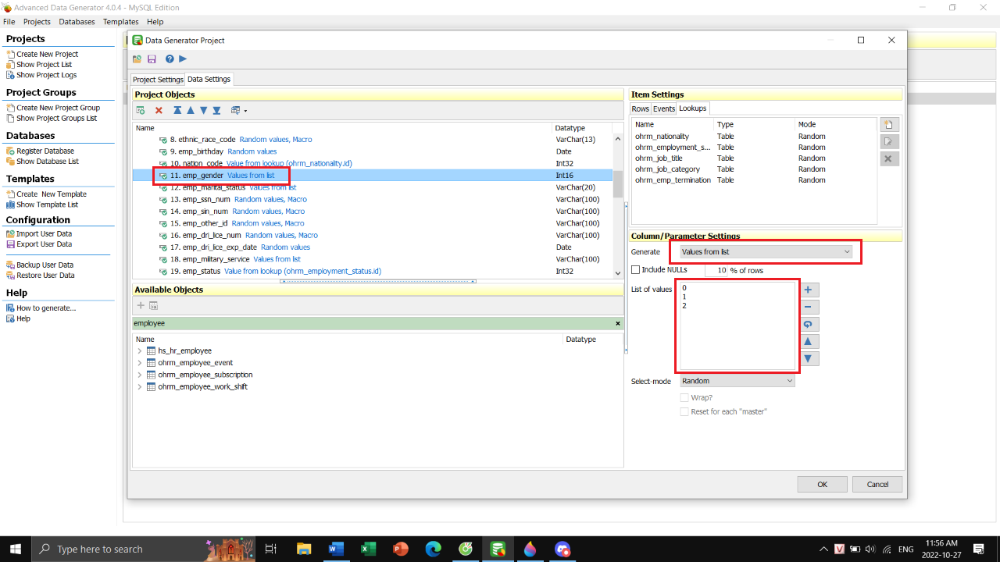 Advanced Data Generator 4.0.4 - MySQL Edition
File Projects Databases Templates Help
Projects
Create New Project
Show Project List
Show Project Logs
Project Groups
Create New Project Group
Show Project Groups List
Databases
Register Database
Show Database List
Templates
Create New Template
Show Template List
Configuration
Import User Data
Export User Data
Backup User Data
Restore User Data
Help
How to generate...
Help
Data Generator Project
Project Settings Data Settings
Project Objects
Name Datatype
8. ethnic_race_code Random values, Macro VarChar(13)
9. emp_birthday Random values Date
10. nation_code Value from lookup (ohrm_nationality.id) Int32
11. emp_gender Values from list Int16
12. emp_marital_status Values from list VarChar(20)
13. emp_ssn_num Random values, Macro VarChar(100)
14. emp_sin_num Random values, Macro VarChar(100)
15. emp_other_id Random values, Macro VarChar(100)
16. emp_dri_lice_num Random values, Macro VarChar(100)
17. emp_dri_lice_exp_date Random values Date
18. emp_military_service Values from list VarChar(100)
19. emp_status Value from lookup (ohrm_employment_status.id) Int32
Available Objects
employee
Name Datatype
hs_hr_employee
ohrm_employee_event
ohrm_employee_subscription
ohrm_employee_work_shift
Item Settings
Rows Events Lookups
Name Type Mode
ohrm_nationality Table Random
ohrm_employment_s... Table Random
ohrm_job_title Table Random
ohrm_job_category Table Random
ohrm_emp_termination Table Random
Column/Parameter Settings
Generate Values from list
Include NULLs 10 % of rows
List of values 0
1
2
Select-mode Random
Wrap?
Reset for each "master"
OK Cancel
Type here to search
ENG
11:56 AM
2022-10-27